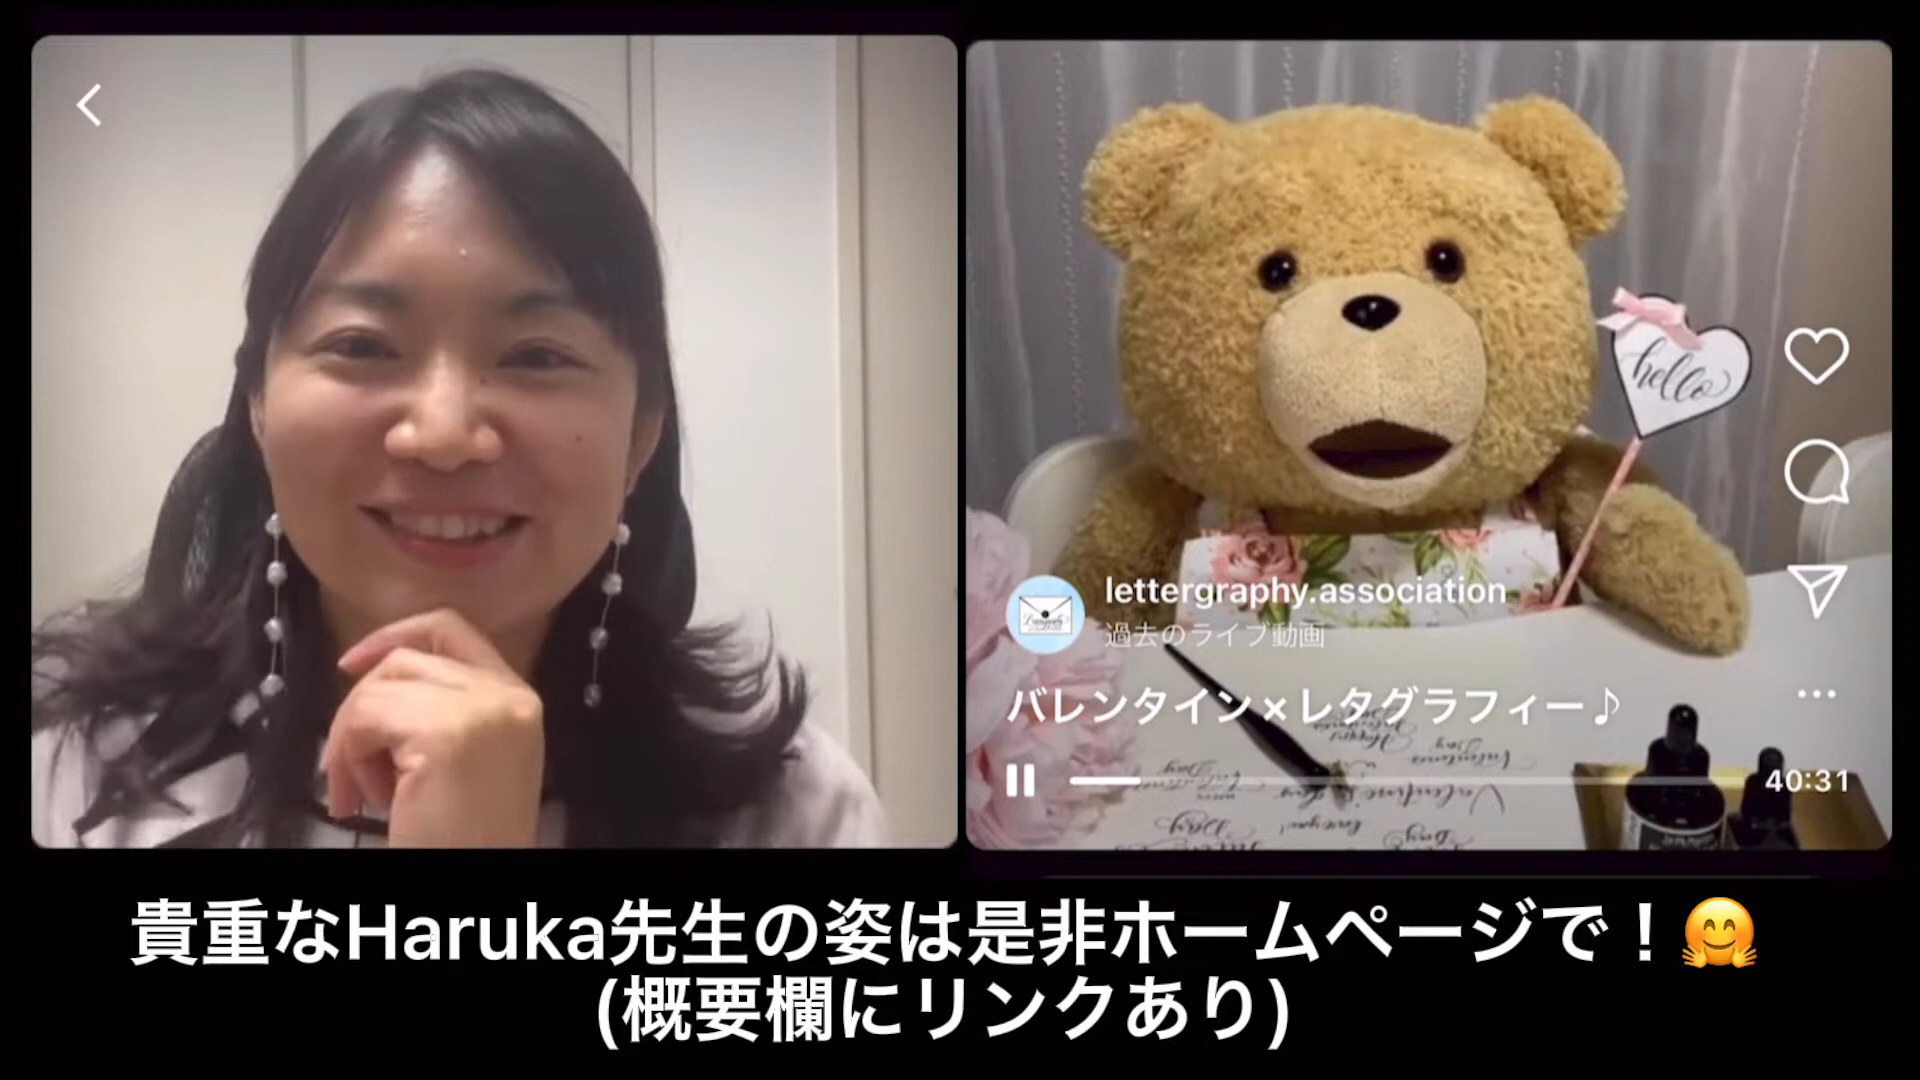 hello
lettergraphy.association
過去のライブ動画
バレンタイン×レタグラフィー♪
40:31
貴重なHaruka先生の姿は是非ホームページで！🤗
(概要欄にリンクあり)